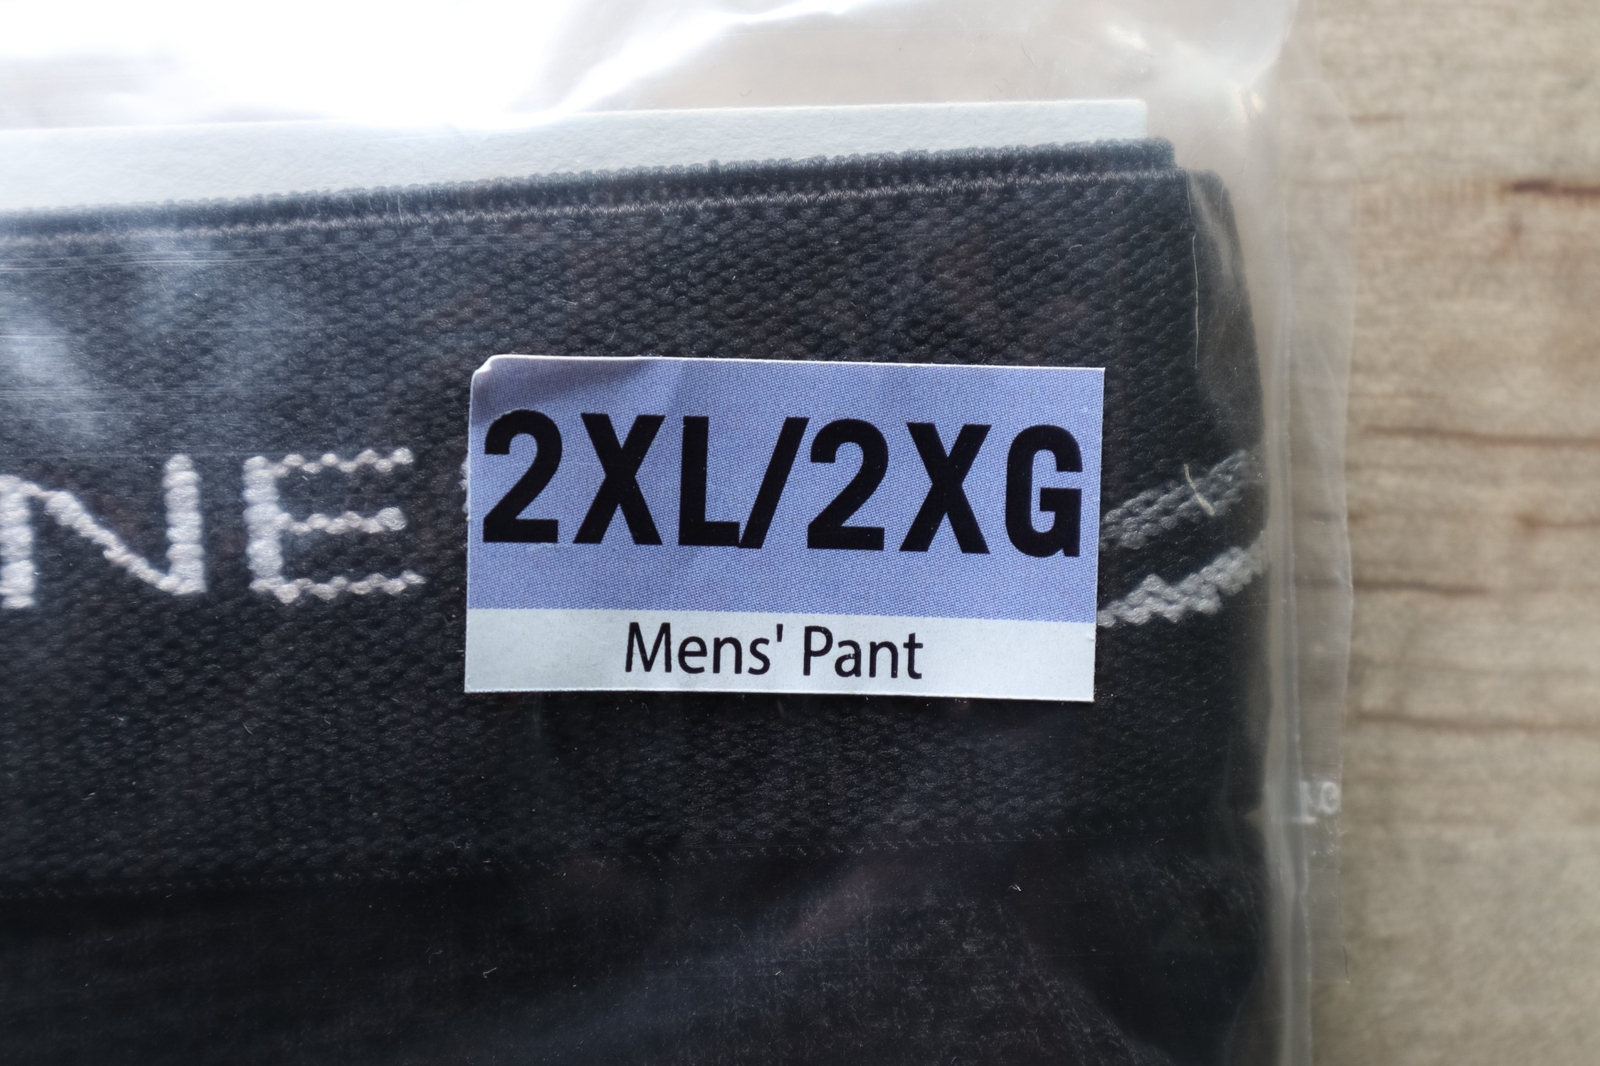 NE
2XL/2XG
Mens' Pant